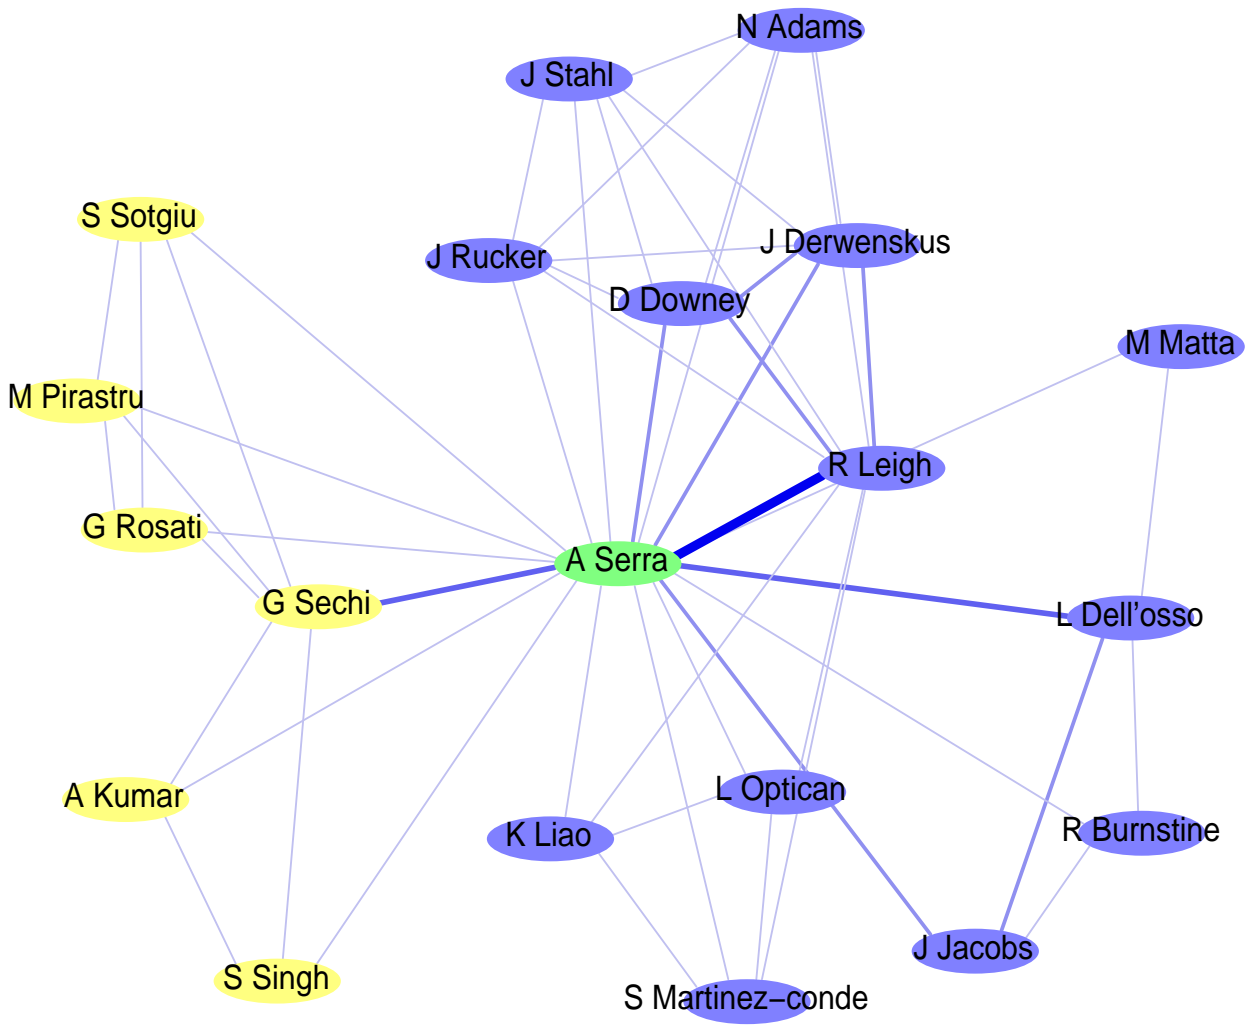 N Adams
J Stahl
S Sotgiu
J Derwenskus
J Rucker
D Downey
M Matta
M Pirastru
R Leigh
G Rosati
A Serra
G Sechi
L Dell'osso
L Optican
A Kumar
R Burnstine
K Liao
J Jacobs
S Singh
S Martinez−conde